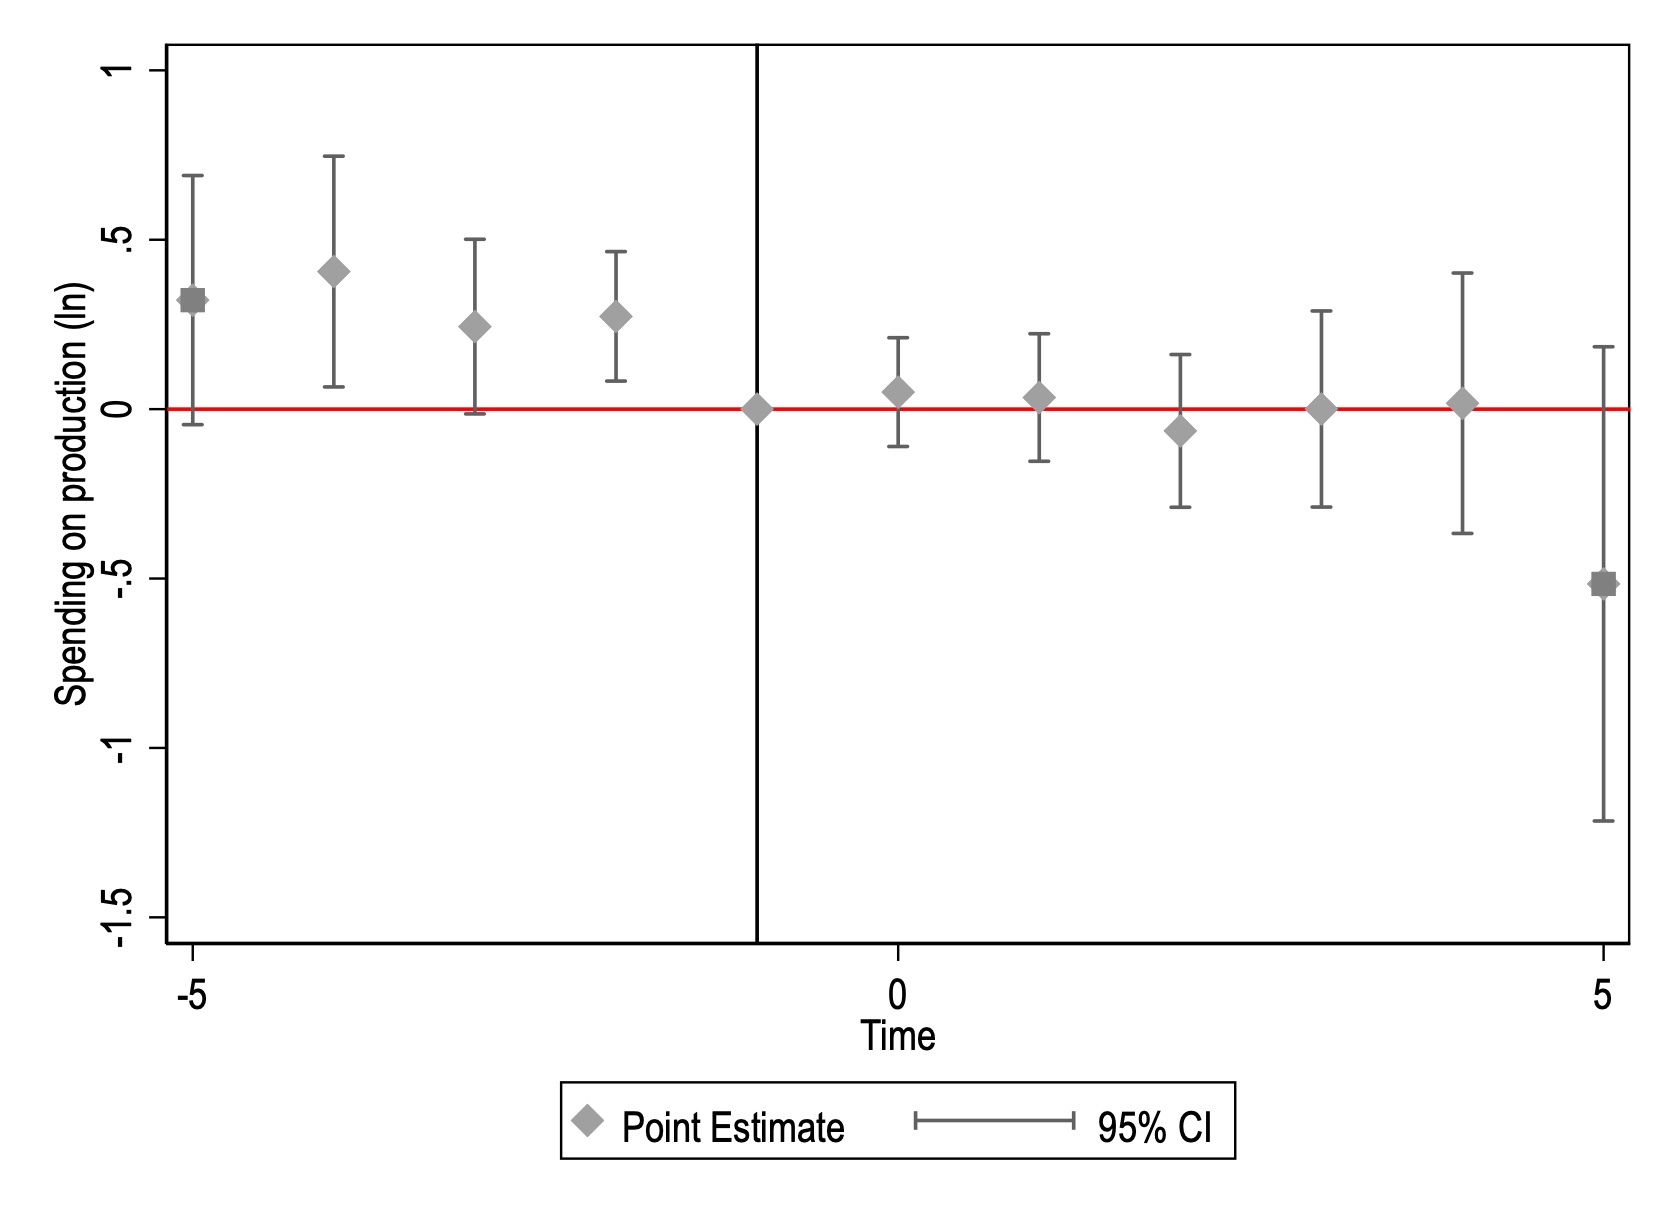 Spending on production (ln)
1
.5
0
-.5
-1
-1.5
-5 0 5
Time
Point Estimate 95% CI